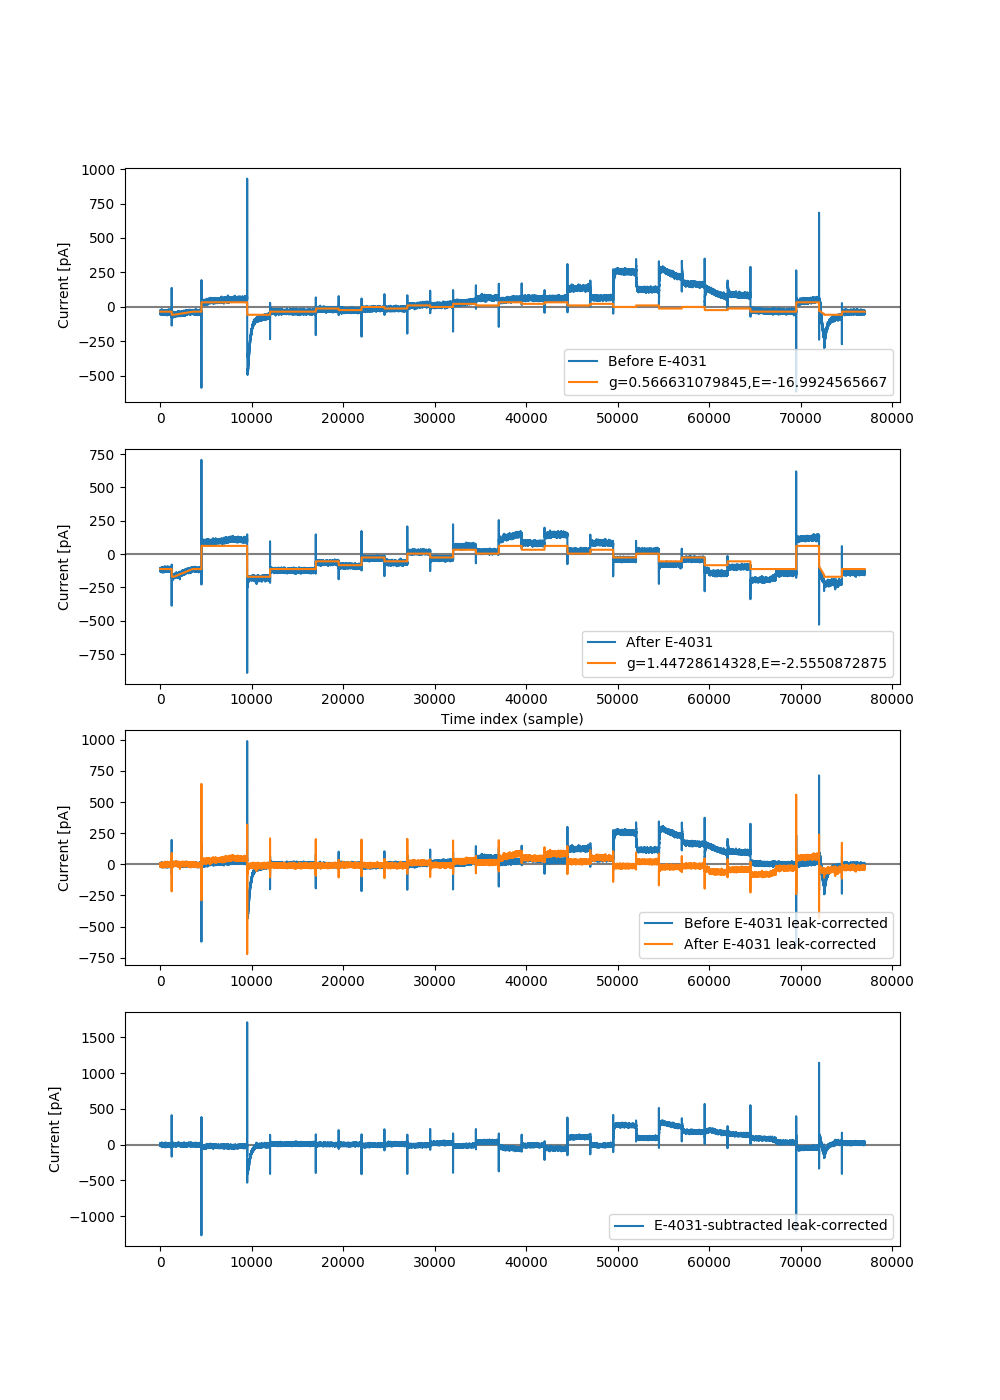 1000
750
500
250
0
−250
−500
Current [pA]
Before E-4031
g=0.566631079845,E=-16.9924565667
0 10000 20000 30000 40000 50000 60000 70000 80000
750
500
250
0
−250
−500
−750
Current [pA]
After E-4031
g=1.44728614328,E=-2.5550872875
0 10000 20000 30000 40000 50000 60000 70000 80000
Time index (sample)
1000
750
500
250
0
−250
−500
−750
Current [pA]
Before E-4031 leak-corrected
After E-4031 leak-corrected
0 10000 20000 30000 40000 50000 60000 70000 80000
1500
1000
500
0
−500
−1000
Current [pA]
E-4031-subtracted leak-corrected
0 10000 20000 30000 40000 50000 60000 70000 80000